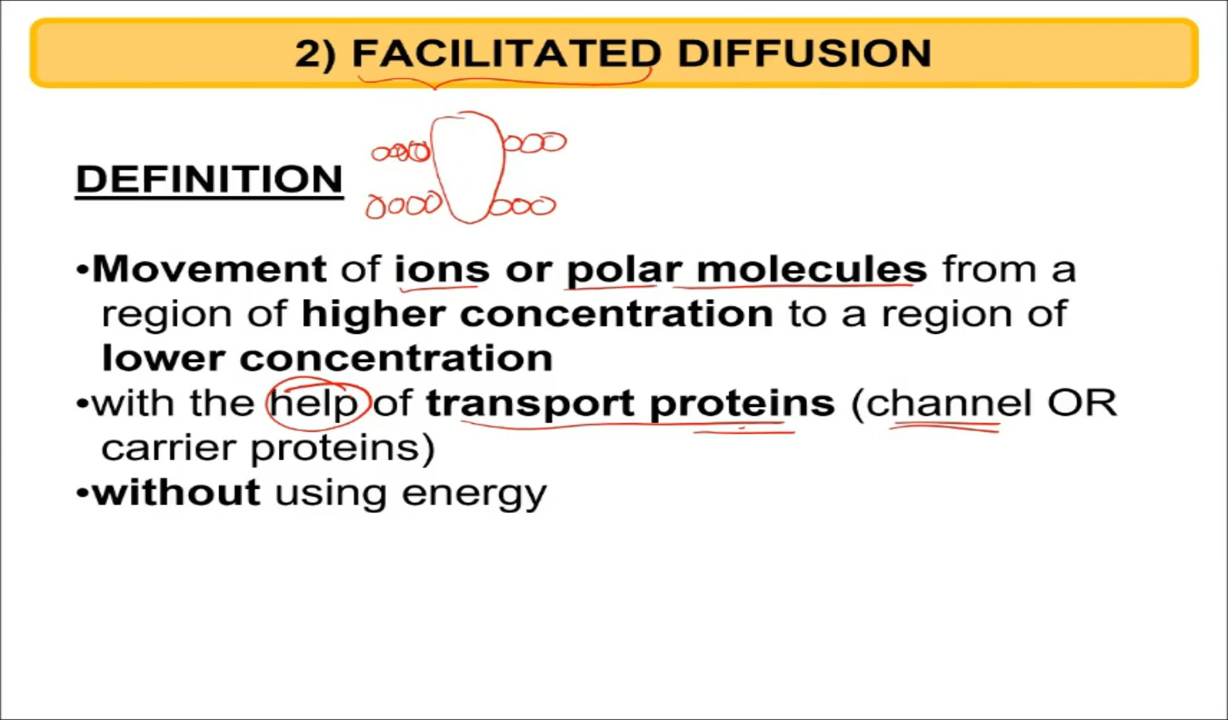 2) FACILITATED DIFFUSION
DEFINITION
•Movement of ions or polar molecules from a
region of higher concentration to a region of
lower concentration
•with the help of transport proteins (channel OR
carrier proteins)
•without using energy